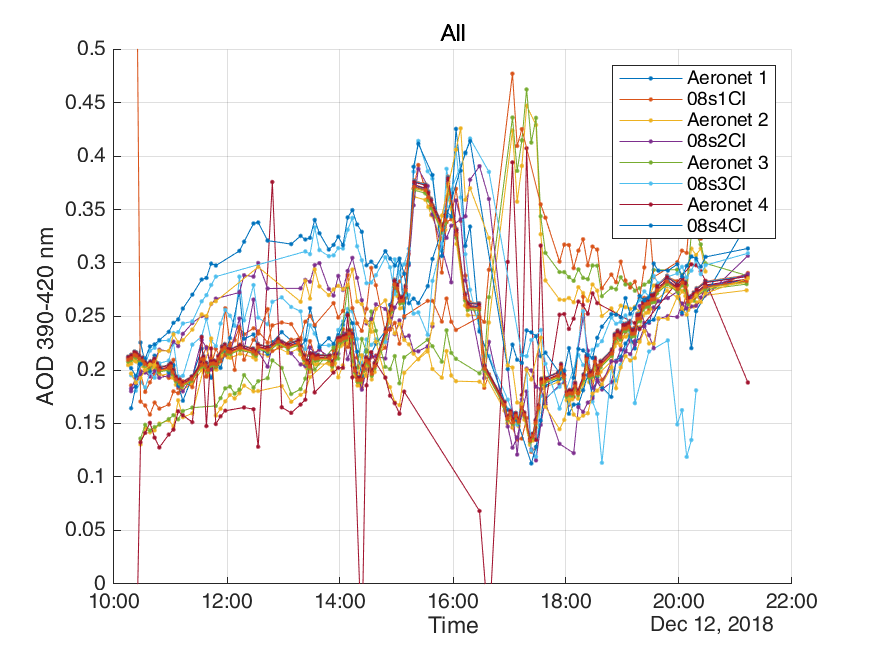 All
0.5
0.45
0.4
0.35
0.3
0.25
0.2
0.15
0.1
0.05
0
AOD 390-420 nm
Aeronet 1
08s1CI
Aeronet 2
08s2CI
Aeronet 3
08s3CI
Aeronet 4
08s4CI
10:00 12:00 14:00 16:00 18:00 20:00 22:00
Time
Dec 12, 2018